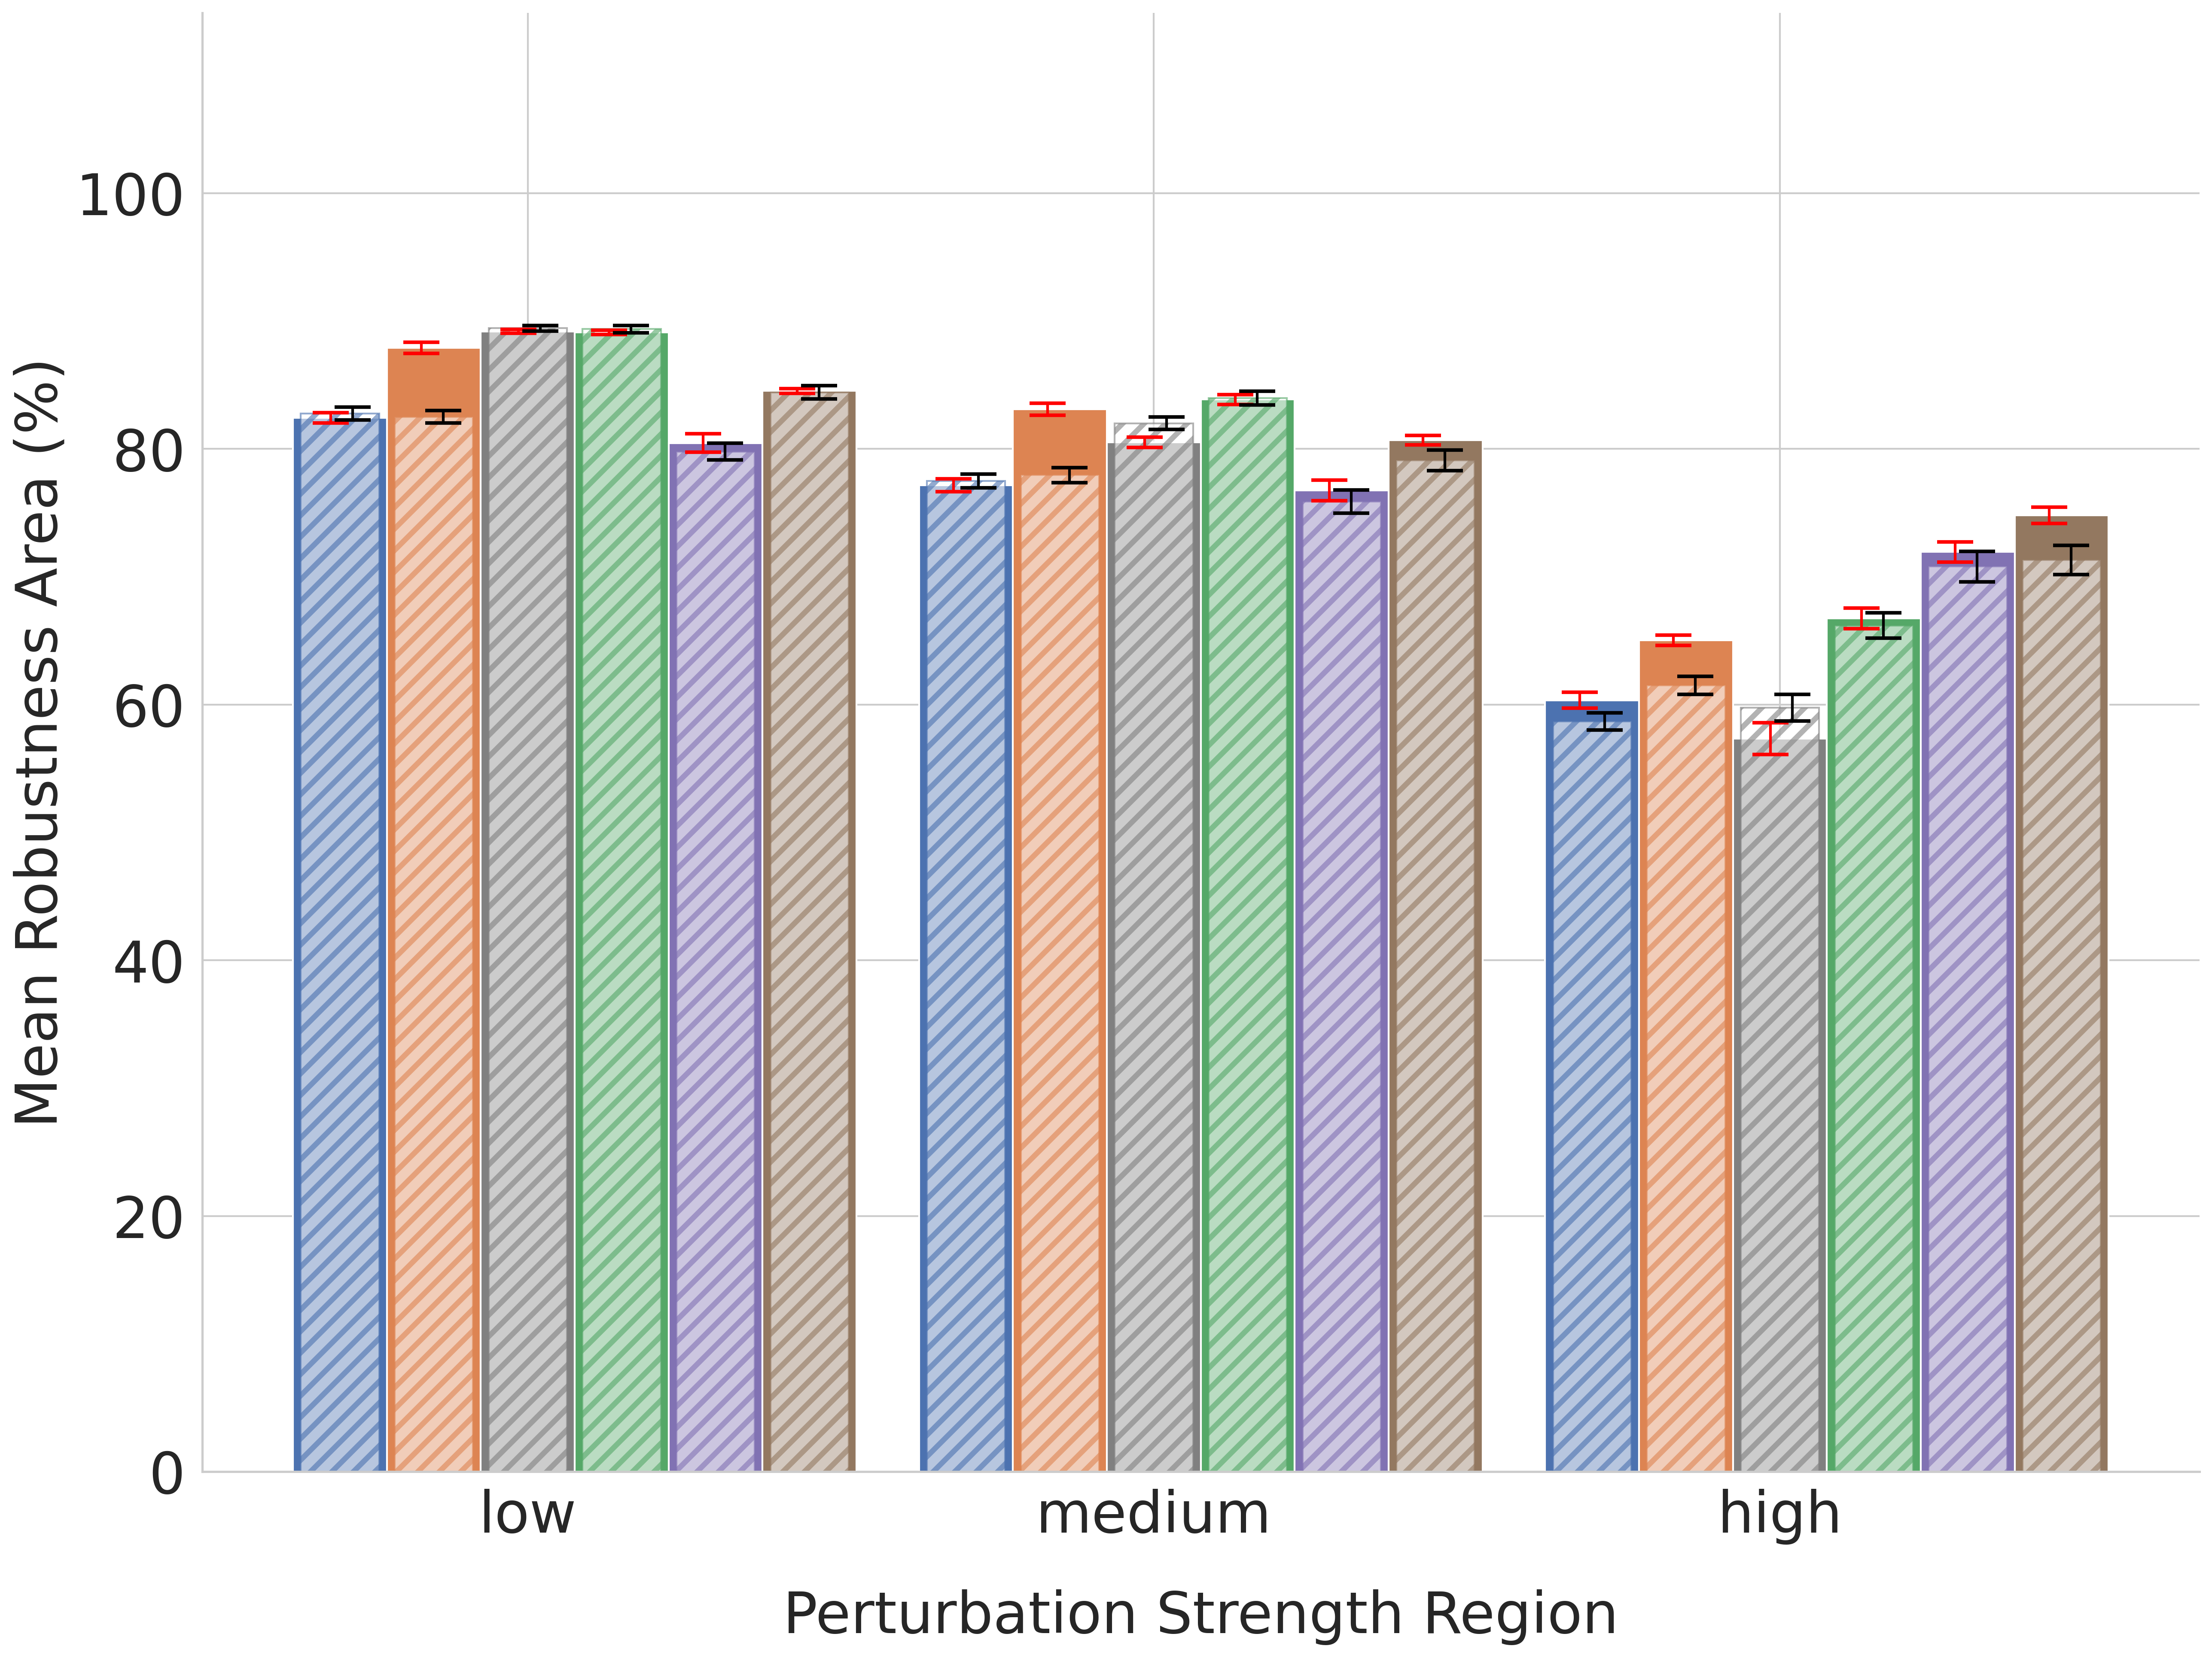 Mean Robustness Area (%)
100
80
60
40
20
0
low medium high
Perturbation Strength Region